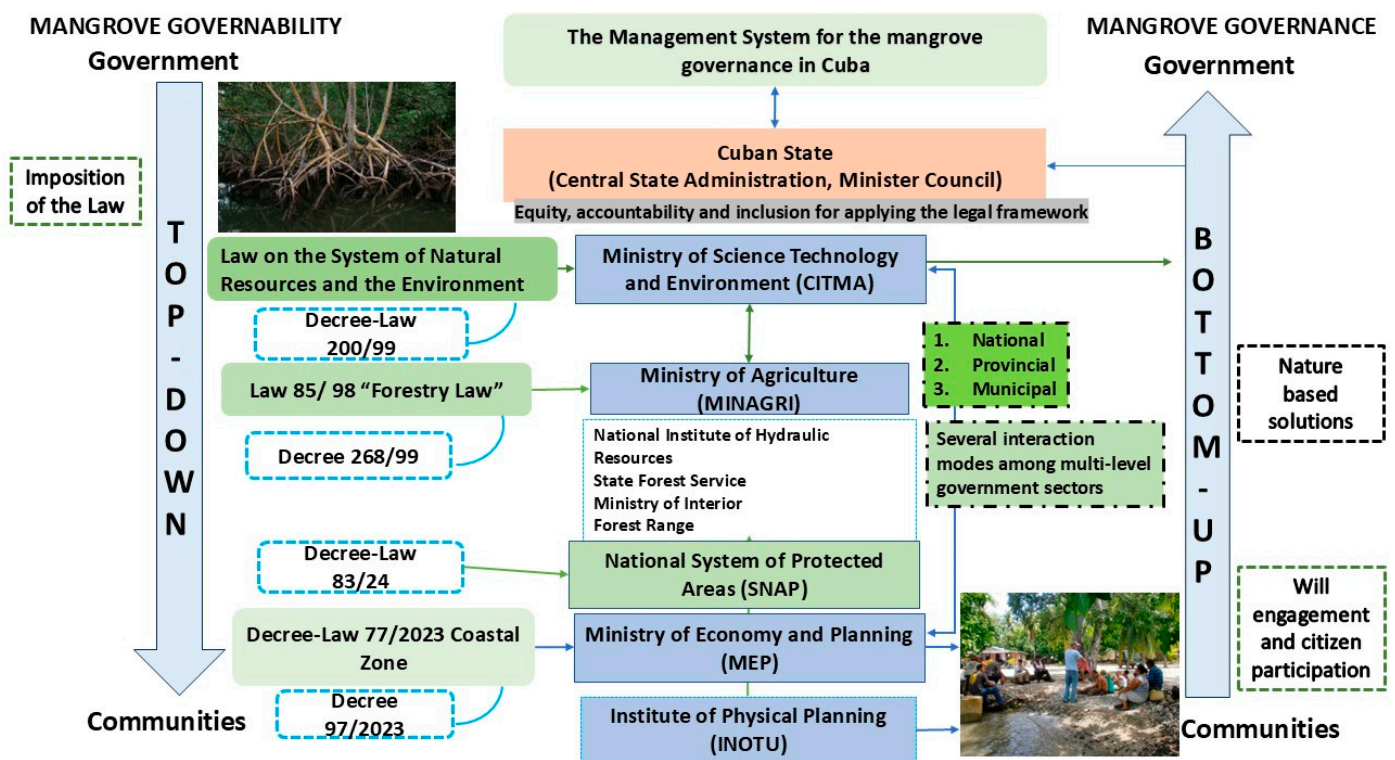 MANGROVE GOVERNABILITY
Government
The Management System for the mangrove
governance in Cuba
MANGROVE GOVERNANCE
Government
Imposition
of the Law
TOP-DOWN
Cuban State
(Central State Administration, Minister Council)
Equity, accountability and inclusion for applying the legal framework
Law on the System of Natural
Resources and the Environment
Ministry of Science Technology
and Environment (CITMA)
BOTTOM-UP
Decree-Law
200/99
1. National
2. Provincial
3. Municipal
Law 85/ 98 “Forestry Law”
Ministry of Agriculture
(MINAGRI)
Nature
based
solutions
Decree 268/99
National Institute of Hydraulic
Resources
State Forest Service
Ministry of Interior
Forest Range
Several interaction
modes among multi-level
government sectors
Decree-Law
83/24
National System of Protected
Areas (SNAP)
Will
engagement
and citizen
participation
Decree-Law 77/2023 Coastal
Zone
Ministry of Economy and Planning
(MEP)
Decree
97/2023
Institute of Physical Planning
(INOTU)
Communities
Communities